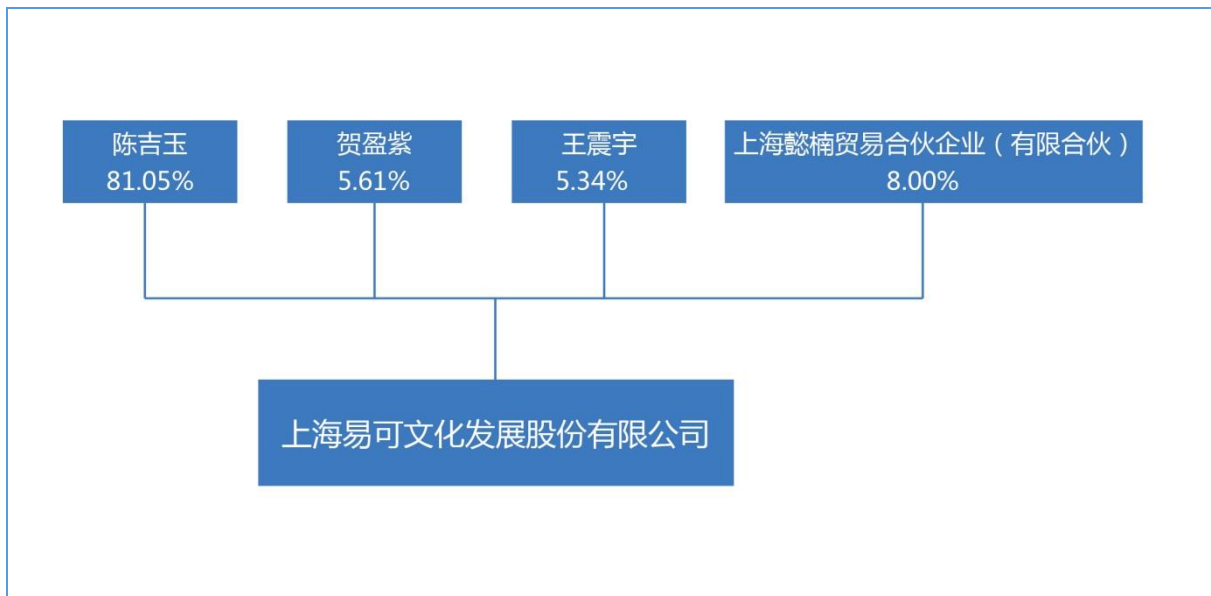 陈吉玉
81.05%
贺盈紫
5.61%
王震宇
5.34%
上海懿楠贸易合伙企业（有限合伙）
8.00%
上海易可文化发展股份有限公司